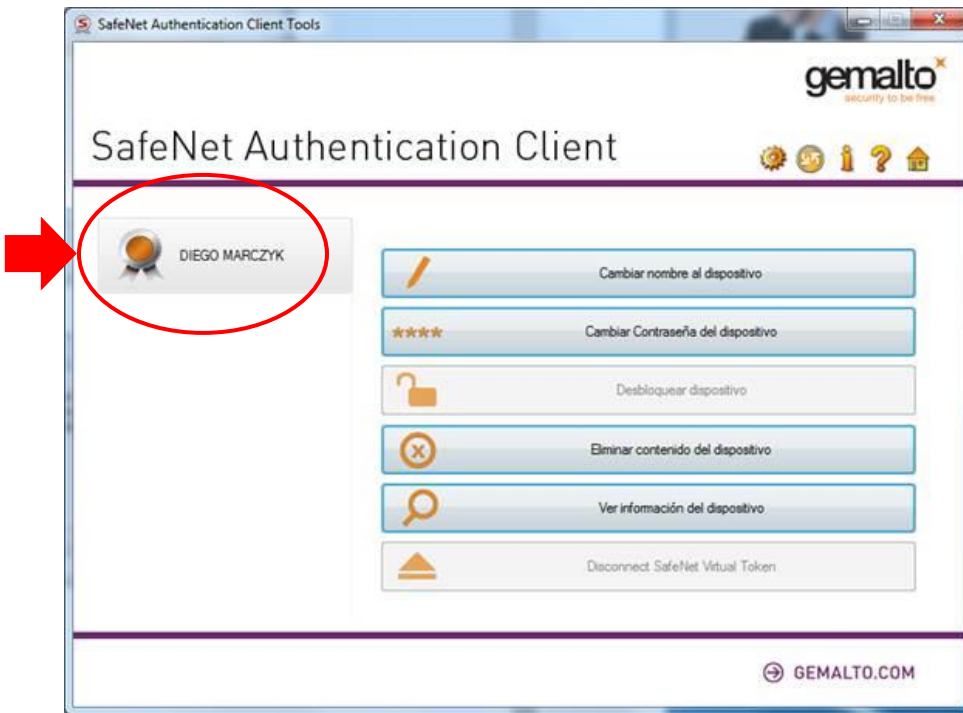 SafeNet Authentication Client Tools
gemalto
security to be free
SafeNet Authentication Client
DIEGO MARCZYK
Cambiar nombre al dispositivo
**** Cambiar Contraseña del dispositivo
Desbloquear dispositivo
Eliminar contenido del dispositivo
Ver información del dispositivo
Disconnect SafeNet Virtual Token
GEMALTO.COM